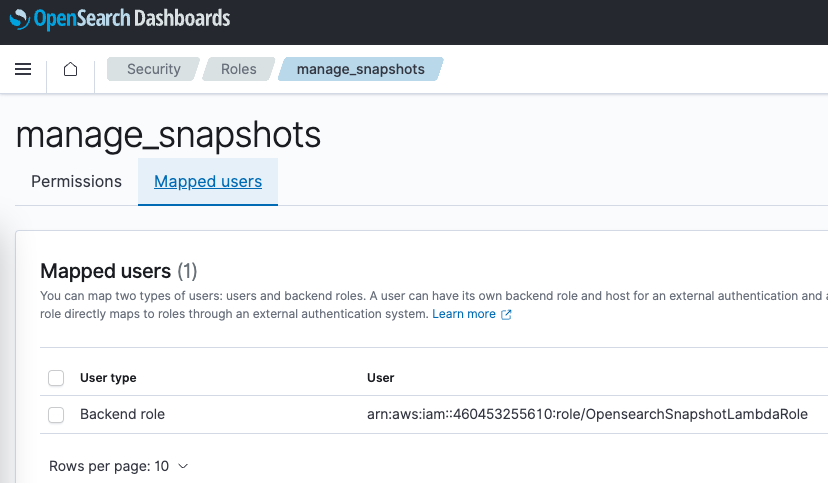 OpenSearch Dashboards
Security Roles manage_snapshots
manage_snapshots
Permissions Mapped users
Mapped users (1)
You can map two types of users: users and backend roles. A user can have its own backend role and host for an external authentication and a
role directly maps to roles through an external authentication system. Learn more
User type User
Backend role arn:aws:iam::460453255610:role/OpensearchSnapshotLambdaRole
Rows per page: 10